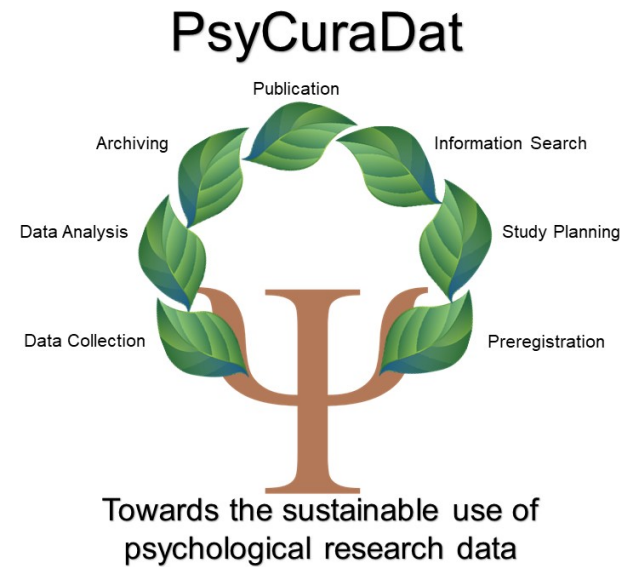 PsyCuraDat
Publication
Archiving
Information Search
Data Analysis
Study Planning
Data Collection
Preregistration
Ψ
Towards the sustainable use of
psychological research data